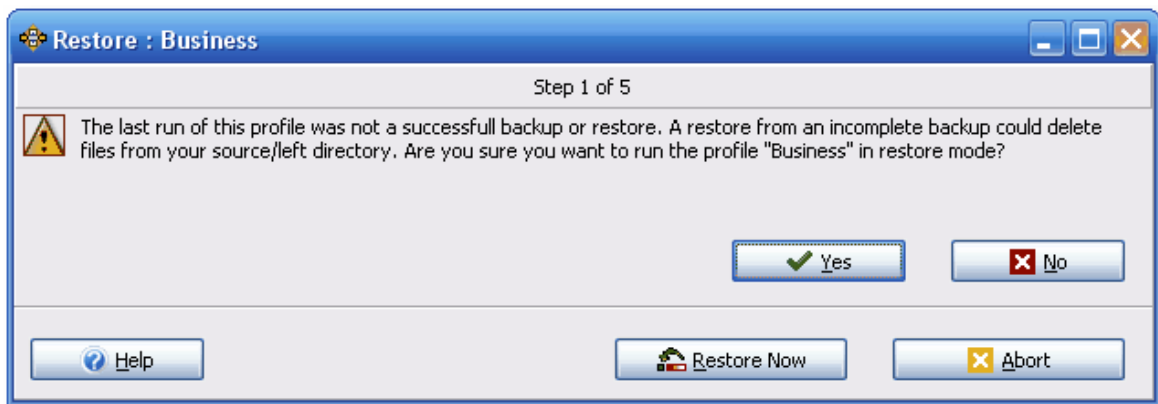 Restore : Business
Step 1 of 5
The last run of this profile was not a successfull backup or restore. A restore from an incomplete backup could delete
files from your source/left directory. Are you sure you want to run the profile "Business" in restore mode?
Yes
No
Help
Restore Now
Abort